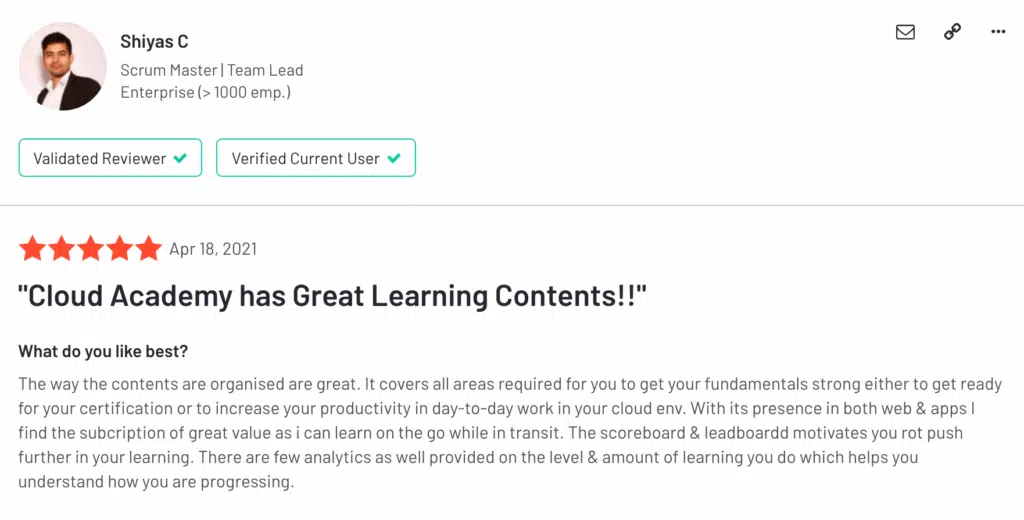 Shiyas C
Scrum Master | Team Lead
Enterprise (> 1000 emp.)
Validated Reviewer
Verified Current User
Apr 18, 2021
"Cloud Academy has Great Learning Contents!!"
What do you like best?
The way the contents are organised are great. It covers all areas required for you to get your fundamentals strong either to get ready
for your certification or to increase your productivity in day-to-day work in your cloud env. With its presence in both web & apps I
find the subcription of great value as i can learn on the go while in transit. The scoreboard & leadboardd motivates you rot push
further in your learning. There are few analytics as well provided on the level & amount of learning you do which helps you
understand how you are progressing.